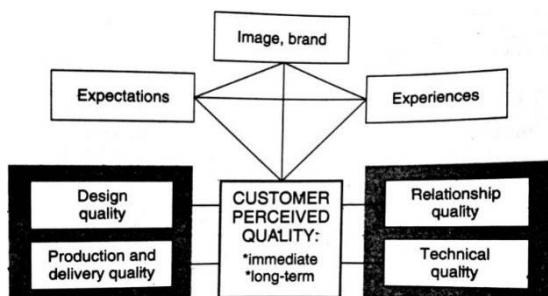 Image, brand
Expectations
Experiences
Design
quality
Production and
delivery quality
CUSTOMER
PERCEIVED
QUALITY:
*immediate
*long-term
Relationship
quality
Technical
quality